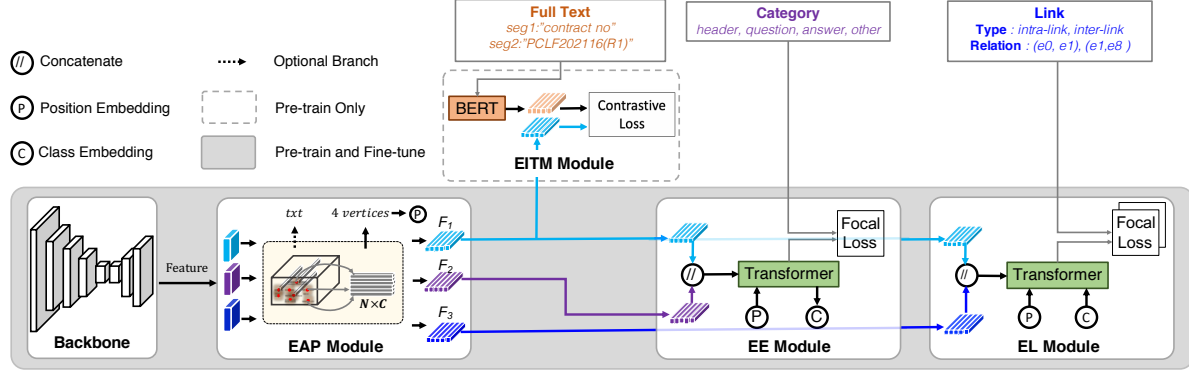 Full Text
seg1:"contract no"
seg2:"PCLF202116(R1)"
Category
header, question, answer, other
Link
Type : intra-link, inter-link
Relation : (e0, e1), (e1,e8 )
// Concatenate
Optional Branch
P Position Embedding
Pre-train Only
C Class Embedding
Pre-train and Fine-tune
BERT
Contrastive
Loss
EITM Module
Backbone
Feature
txt
4 vertices
P
N×C
EAP Module
F1
F2
F3
//
Transformer
Focal
Loss
P
C
EE Module
//
Transformer
Focal
Loss
P
C
EL Module